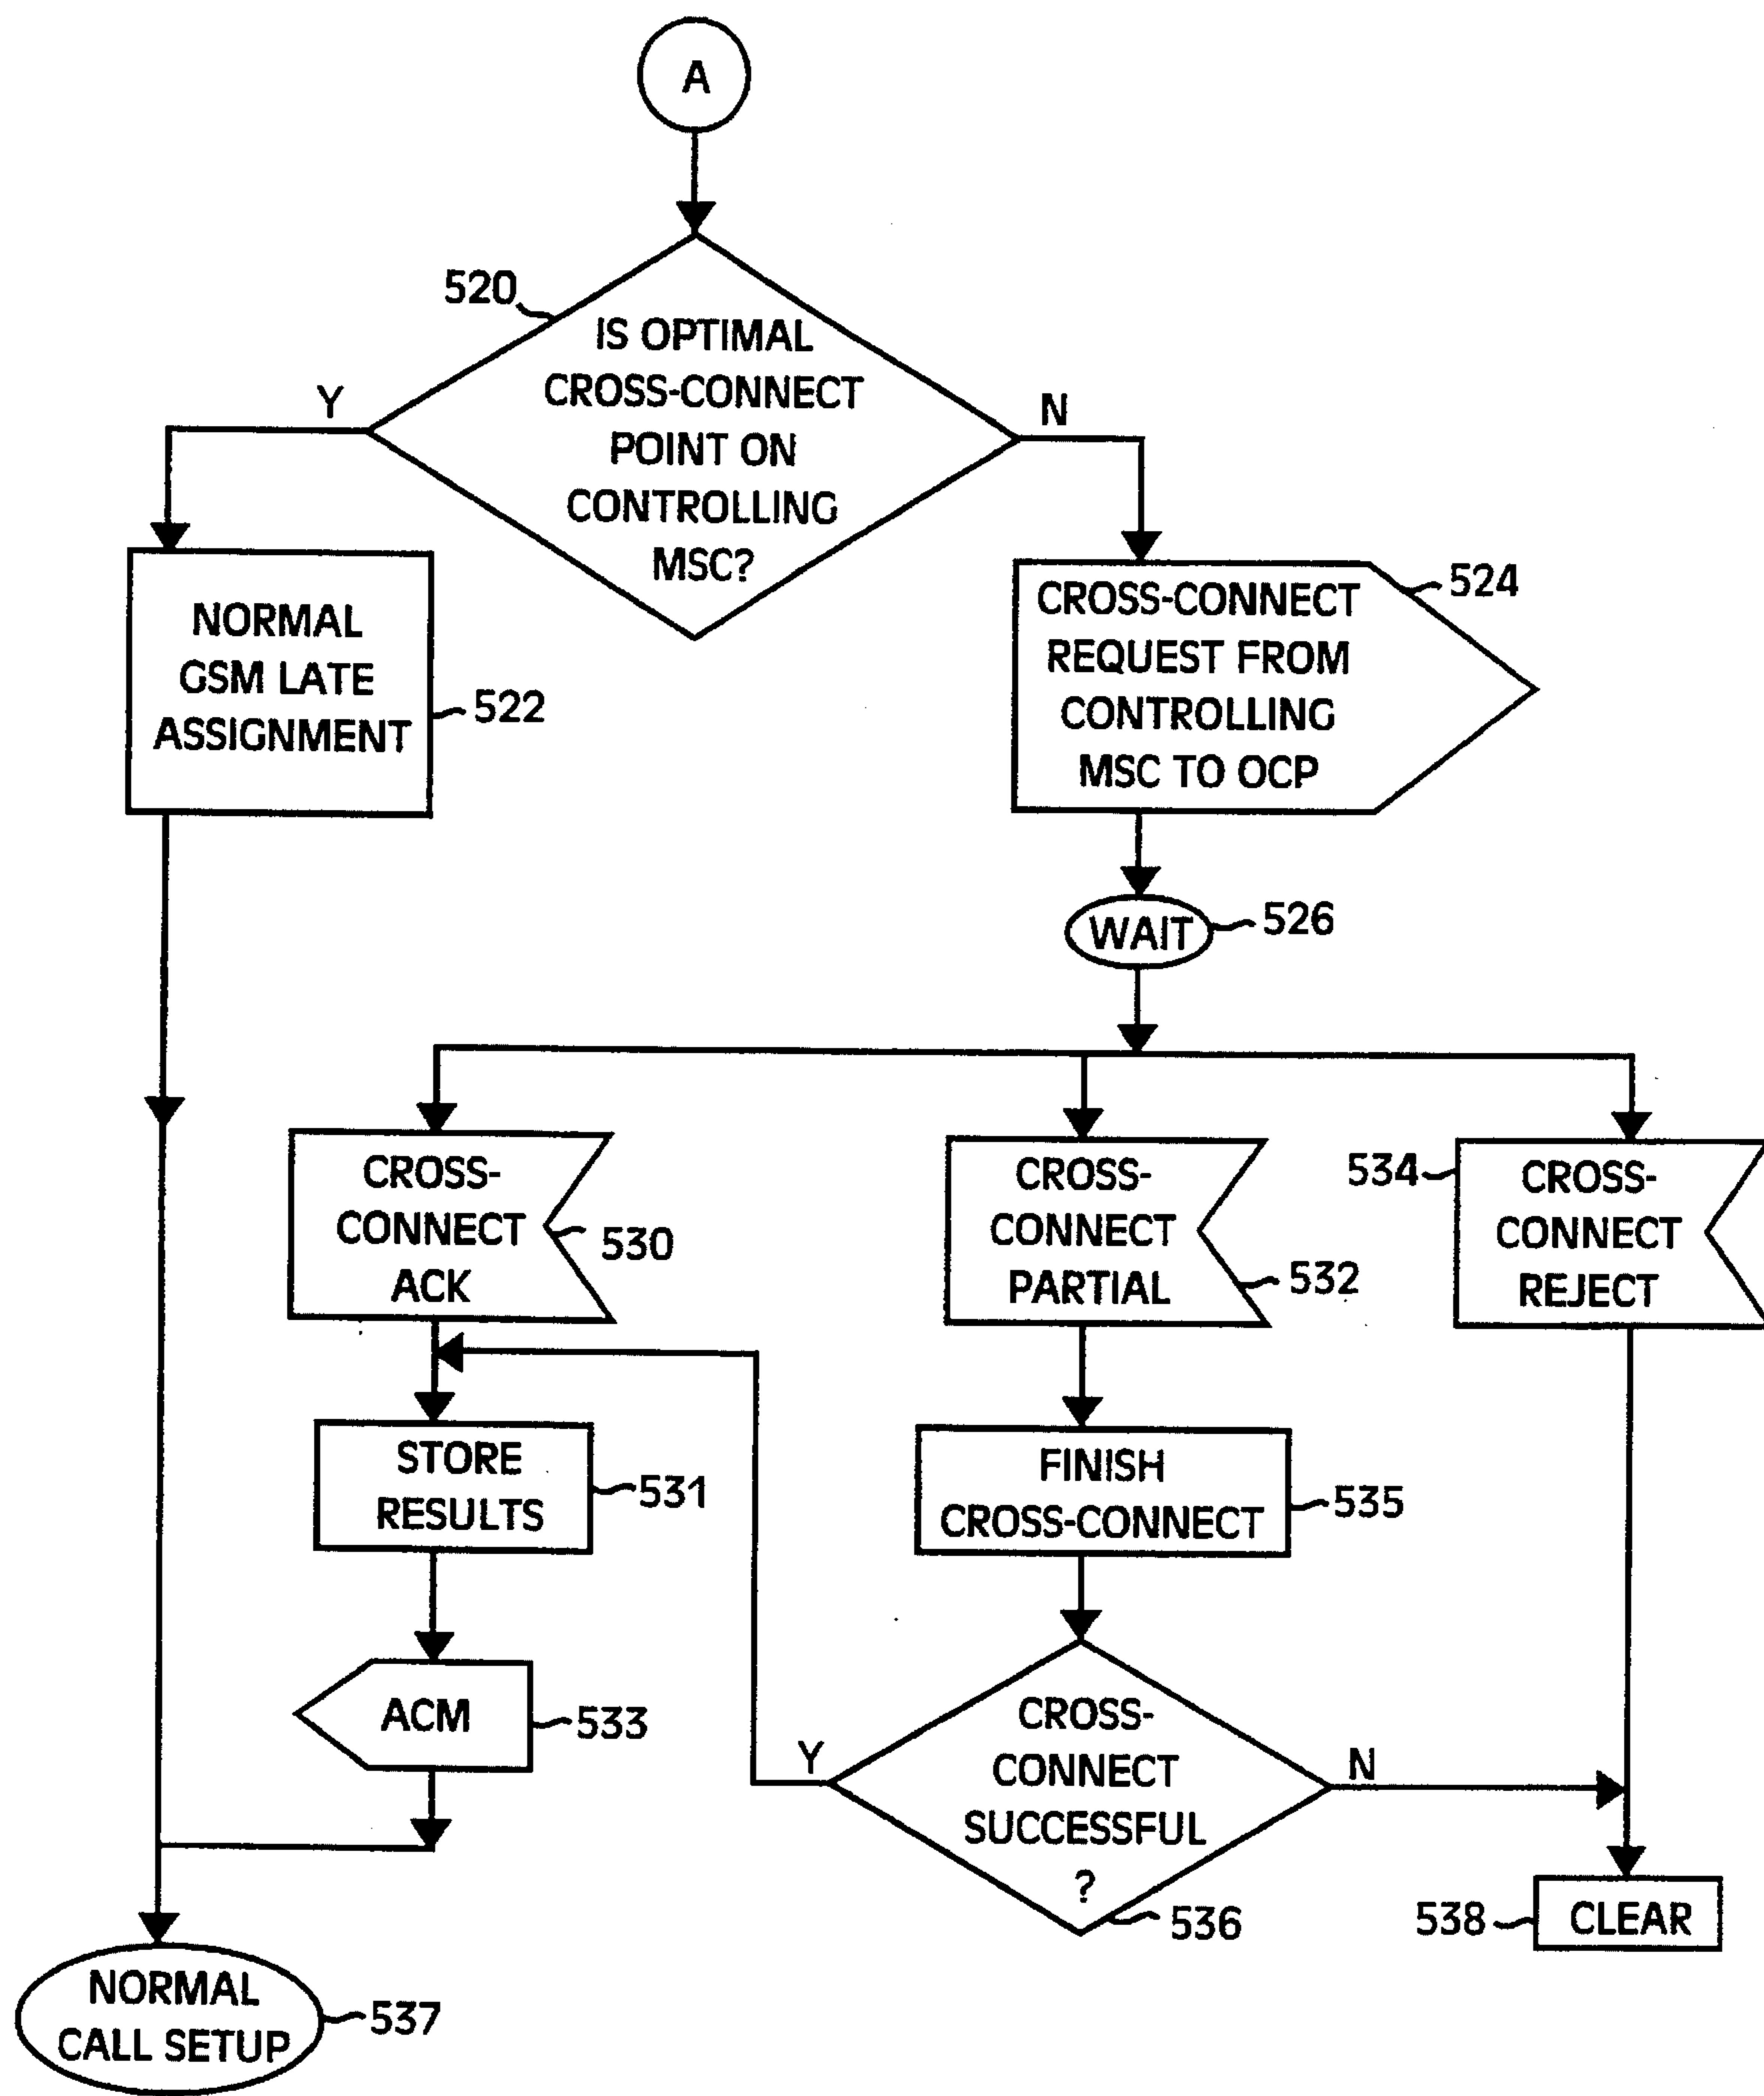 A
520
IS OPTIMAL
CROSS-CONNECT
POINT ON
CONTROLLING
MSC?
Y
N
NORMAL
GSM LATE
ASSIGNMENT
522
CROSS-CONNECT
REQUEST FROM
CONTROLLING
MSC TO OCP
524
WAIT
526
CROSS-
CONNECT
ACK
530
CROSS-
CONNECT
PARTIAL
532
534
CROSS-
CONNECT
REJECT
STORE
RESULTS
531
FINISH
CROSS-CONNECT
535
ACM
533
CROSS-
CONNECT
SUCCESSFUL
?
Y
N
536
538
CLEAR
NORMAL
CALL SETUP
537